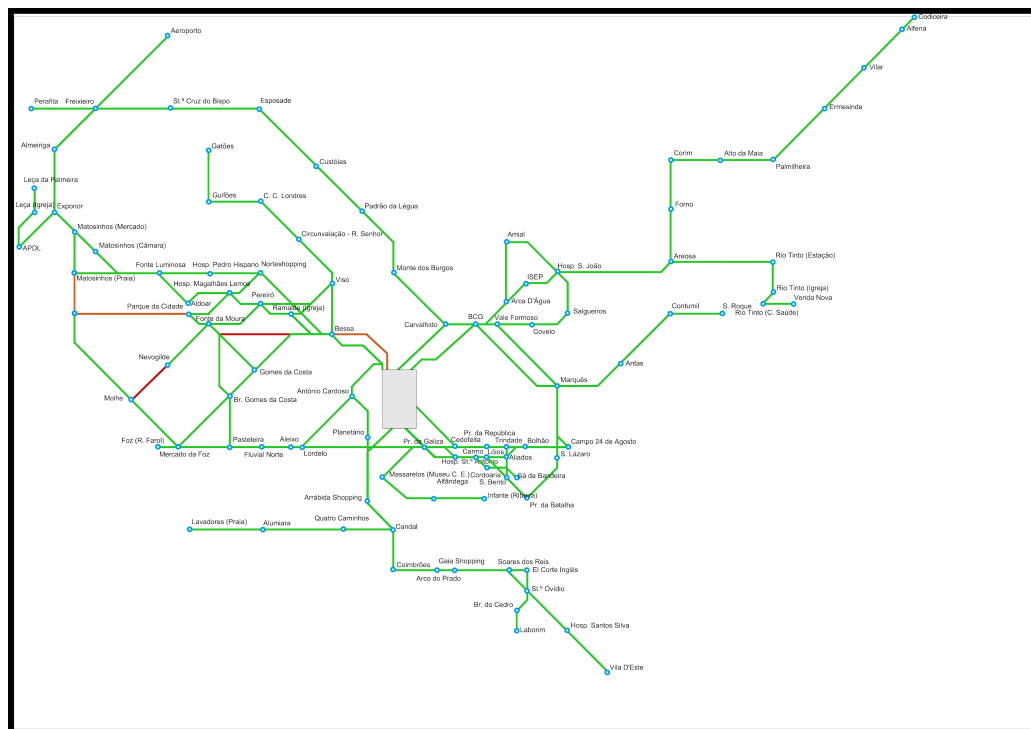 Codiceira
Alfena
Aeroporto
Vilar
Perafita
Freixieiro
St.ª Cruz do Bispo
Esposade
Ermesinde
Almeiriga
Gatões
Corim
Alto da Maia
Palmilheira
Custóias
Leça da Palmeira
Guifões
C. C. Londres
Leça (Igreja)
Exponor
Padrão da Légua
Forno
Matosinhos (Mercado)
Circunvalação - R. Senhor
Amial
APDL
Matosinhos (Câmara)
Areosa
Rio Tinto (Estação)
Fonte Luminosa
Hosp. Pedro Hispano
Norteshopping
Monte dos Burgos
Hosp. S. João
ISEP
Matosinhos (Praia)
Hosp. Magalhães Lemos
Viso
Rio Tinto (Igreja)
Pereiró
Aldoar
Arca D'Água
Venda Nova
Parque da Cidade
Ramalde (Igreja)
Contumil
S. Roque
Rio Tinto (C. Saúde)
Salgueiros
Fonte da Moura
Bessa
Carvalhido
BCG
Vale Formoso
Covelo
Nevogilde
Gomes da Costa
Antas
Marquês
Molhe
Br. Gomes da Costa
António Cardoso
Planetário
Pr. da República
Foz (R. Farol)
Pasteleira
Aleixo
Pr. da Galiza
Cedofeita
Trindade
Bolhão
Campo 24 de Agosto
Mercado da Foz
Fluvial Norte
Lordelo
Carmo
Lóios
Aliados
S. Lázaro
Hosp. St.º António
Massarelos (Museu C. E.)
Cordoaria
Sá da Bandeira
Alfândega
S. Bento
Arrábida Shopping
Infante (Ribeira)
Pr. da Batalha
Lavadores (Praia)
Alumiara
Quatro Caminhos
Candal
Coimbrões
Gaia Shopping
Soares dos Reis
Arco do Prado
El Corte Inglês
St.º Ovídio
Br. do Cedro
Laborim
Hosp. Santos Silva
Vila D'Este